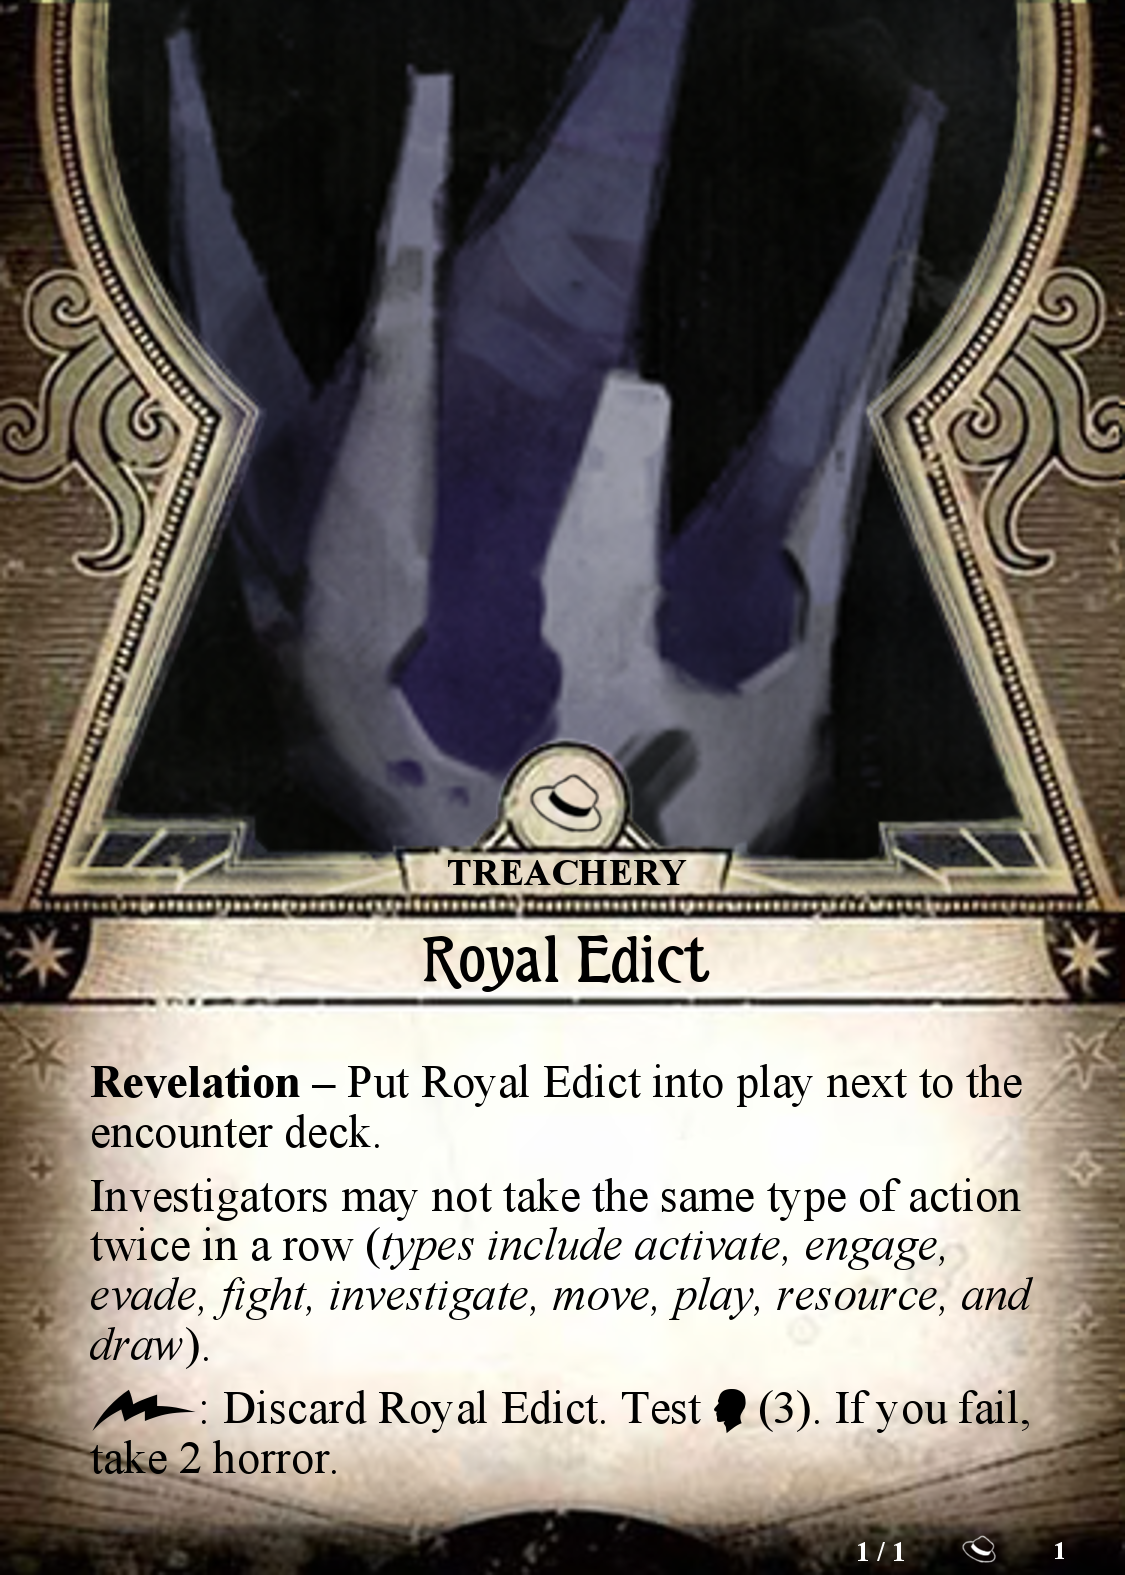 TREACHERY
Royal Edict
Revelation – Put Royal Edict into play next to the
encounter deck.
Investigators may not take the same type of action
twice in a row (types include activate, engage,
evade, fight, investigate, move, play, resource, and
draw).
: Discard Royal Edict. Test (3). If you fail,
take 2 horror.
1 / 1 1